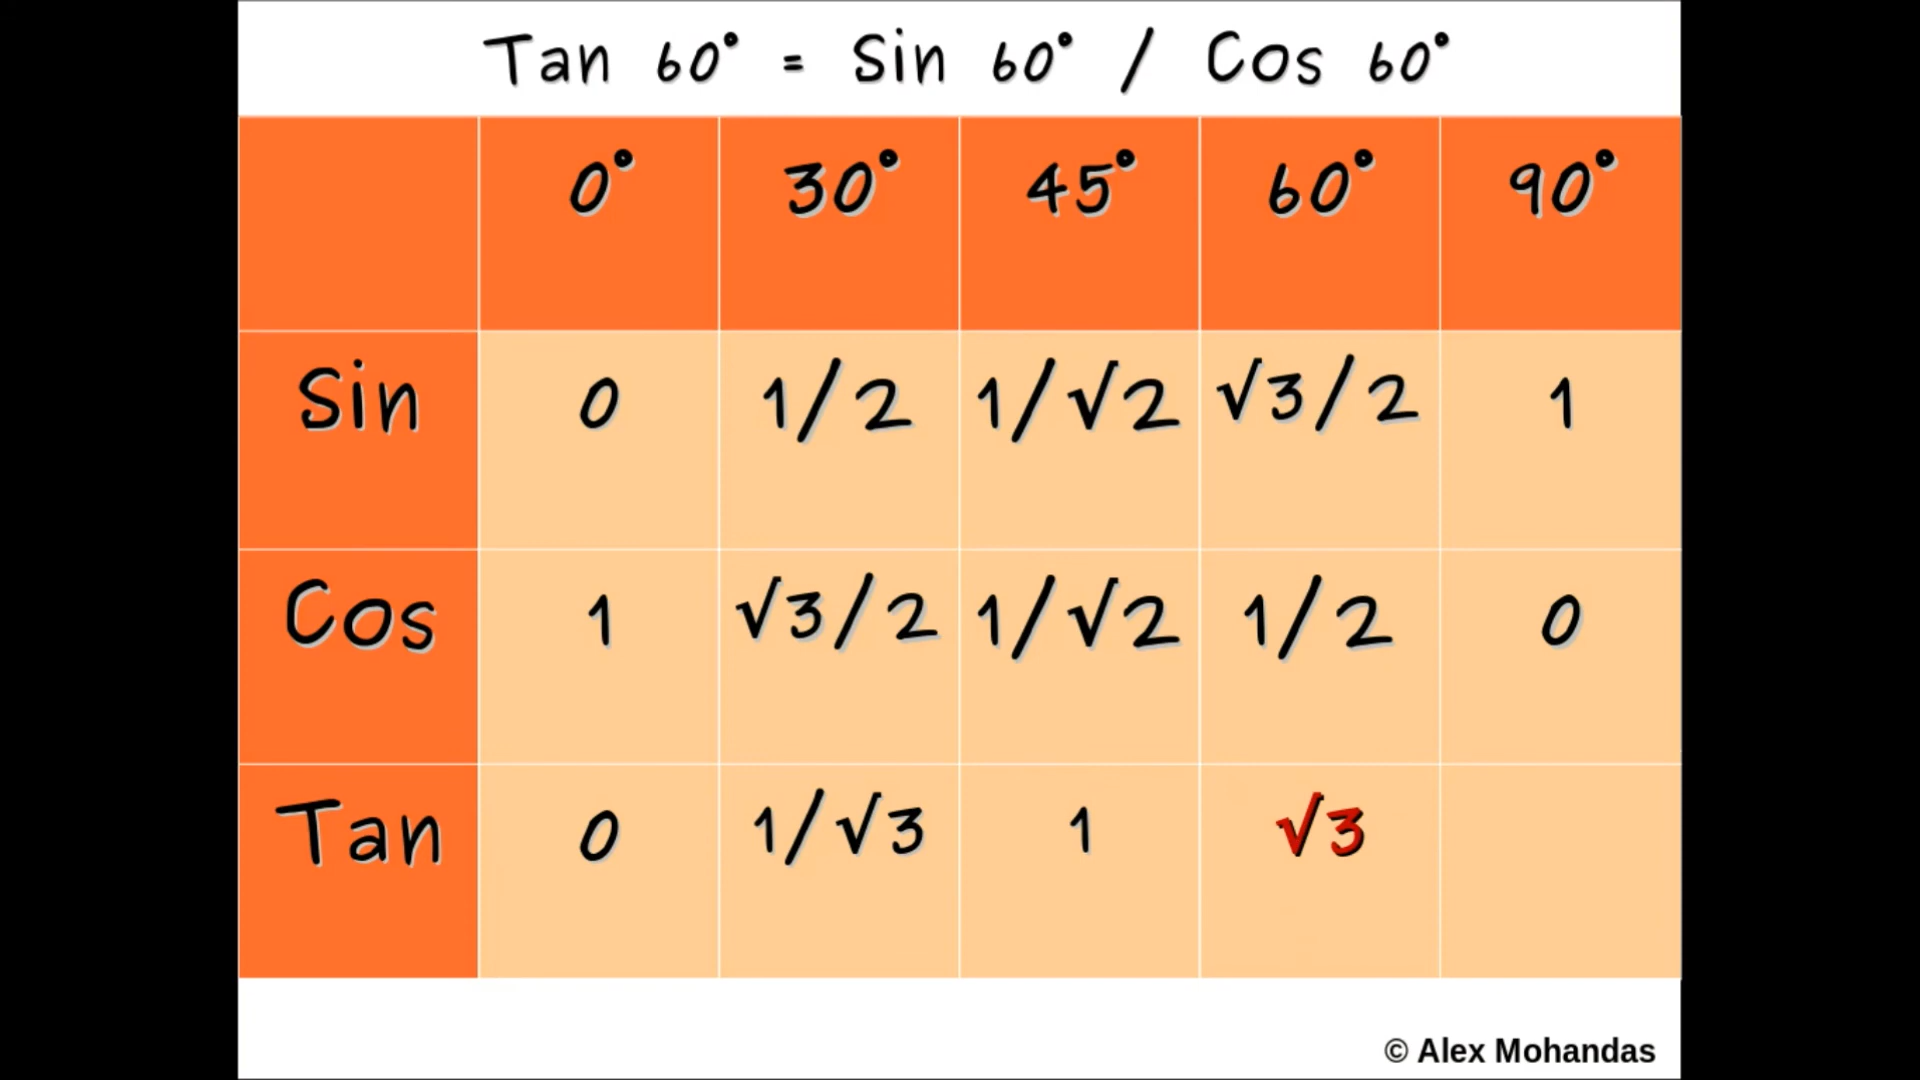 Tan 60° = Sin 60° / Cos 60°
0° 30° 45° 60° 90°
Sin 0 1/2 1/√2 √3/2 1
Cos 1 √3/2 1/√2 1/2 0
Tan 0 1/√3 1 √3
© Alex Mohandas